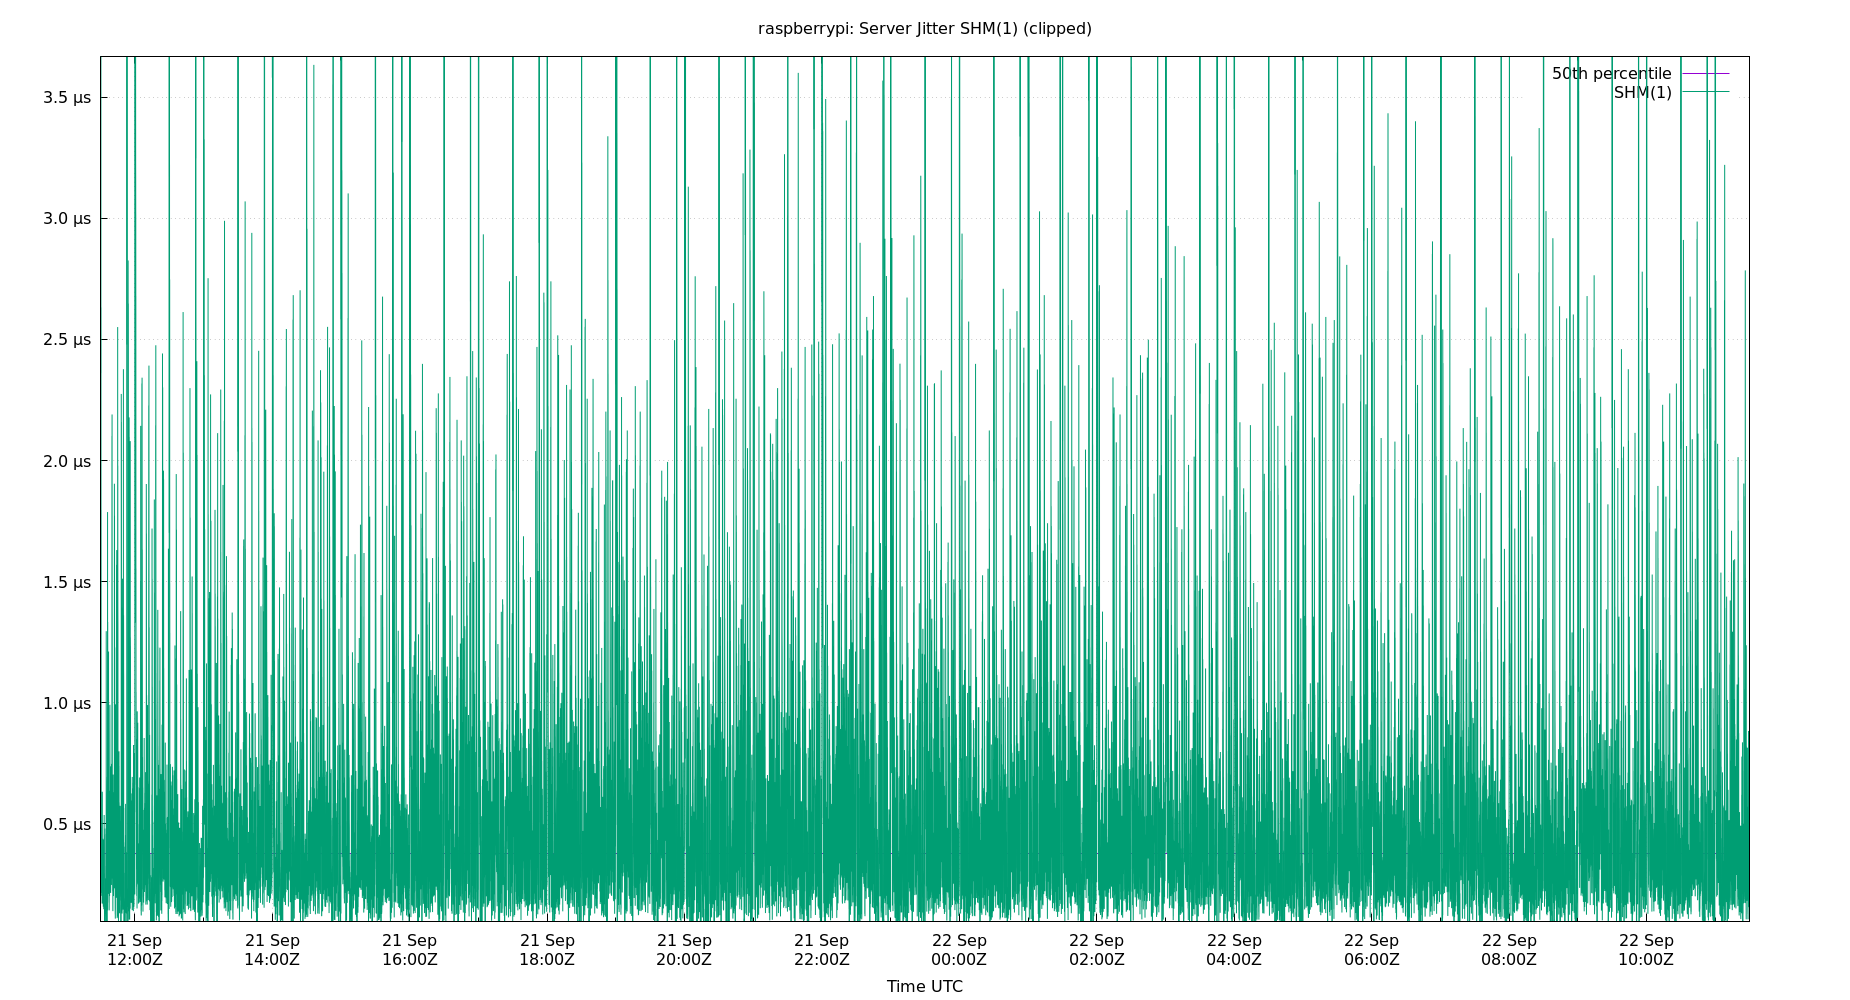 raspberrypi: Server Jitter SHM(1) (clipped)
50th percentile
SHM(1)
3.5 µs
3.0 µs
2.5 µs
2.0 µs
1.5 µs
1.0 µs
0.5 µs
21 Sep 21 Sep 21 Sep 21 Sep 21 Sep 21 Sep 22 Sep 22 Sep 22 Sep 22 Sep 22 Sep 22 Sep
12:00Z 14:00Z 16:00Z 18:00Z 20:00Z 22:00Z 00:00Z 02:00Z 04:00Z 06:00Z 08:00Z 10:00Z
Time UTC